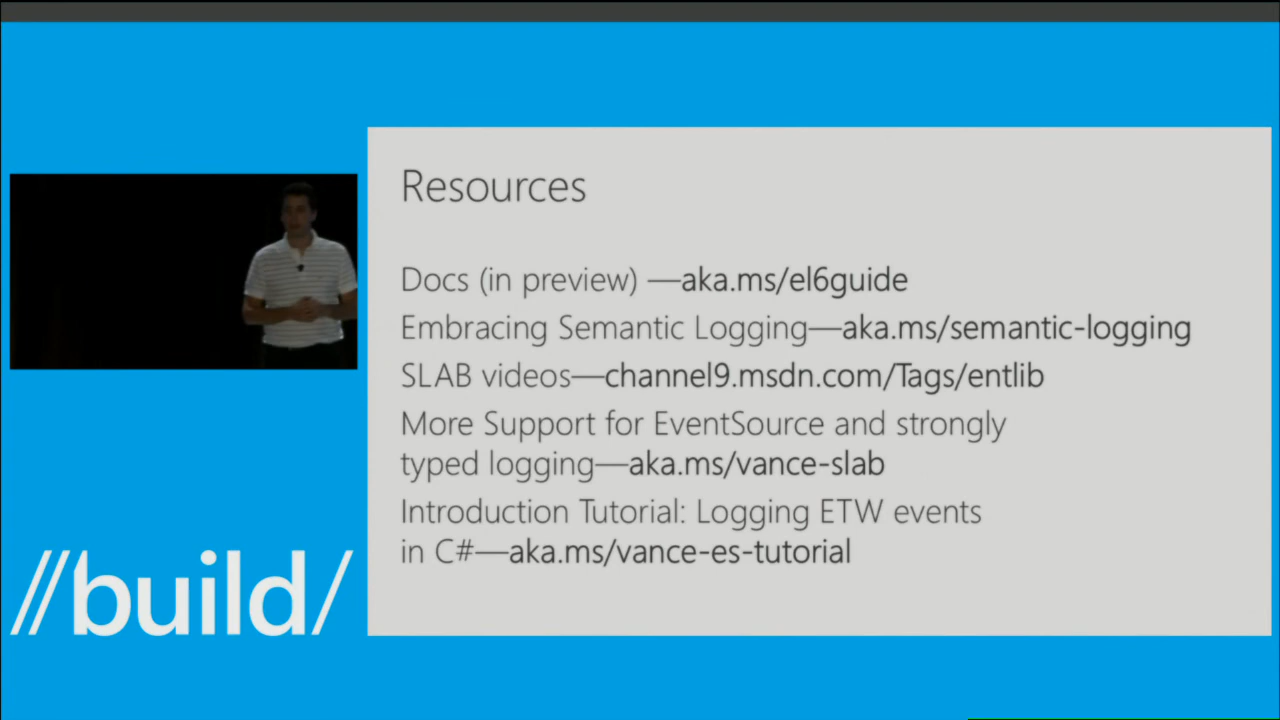 Resources
Docs (in preview) —aka.ms/el6guide
Embracing Semantic Logging—aka.ms/semantic-logging
SLAB videos—channel9.msdn.com/Tags/entlib
More Support for EventSource and strongly
typed logging—aka.ms/vance-slab
Introduction Tutorial: Logging ETW events
in C#—aka.ms/vance-es-tutorial
//build/